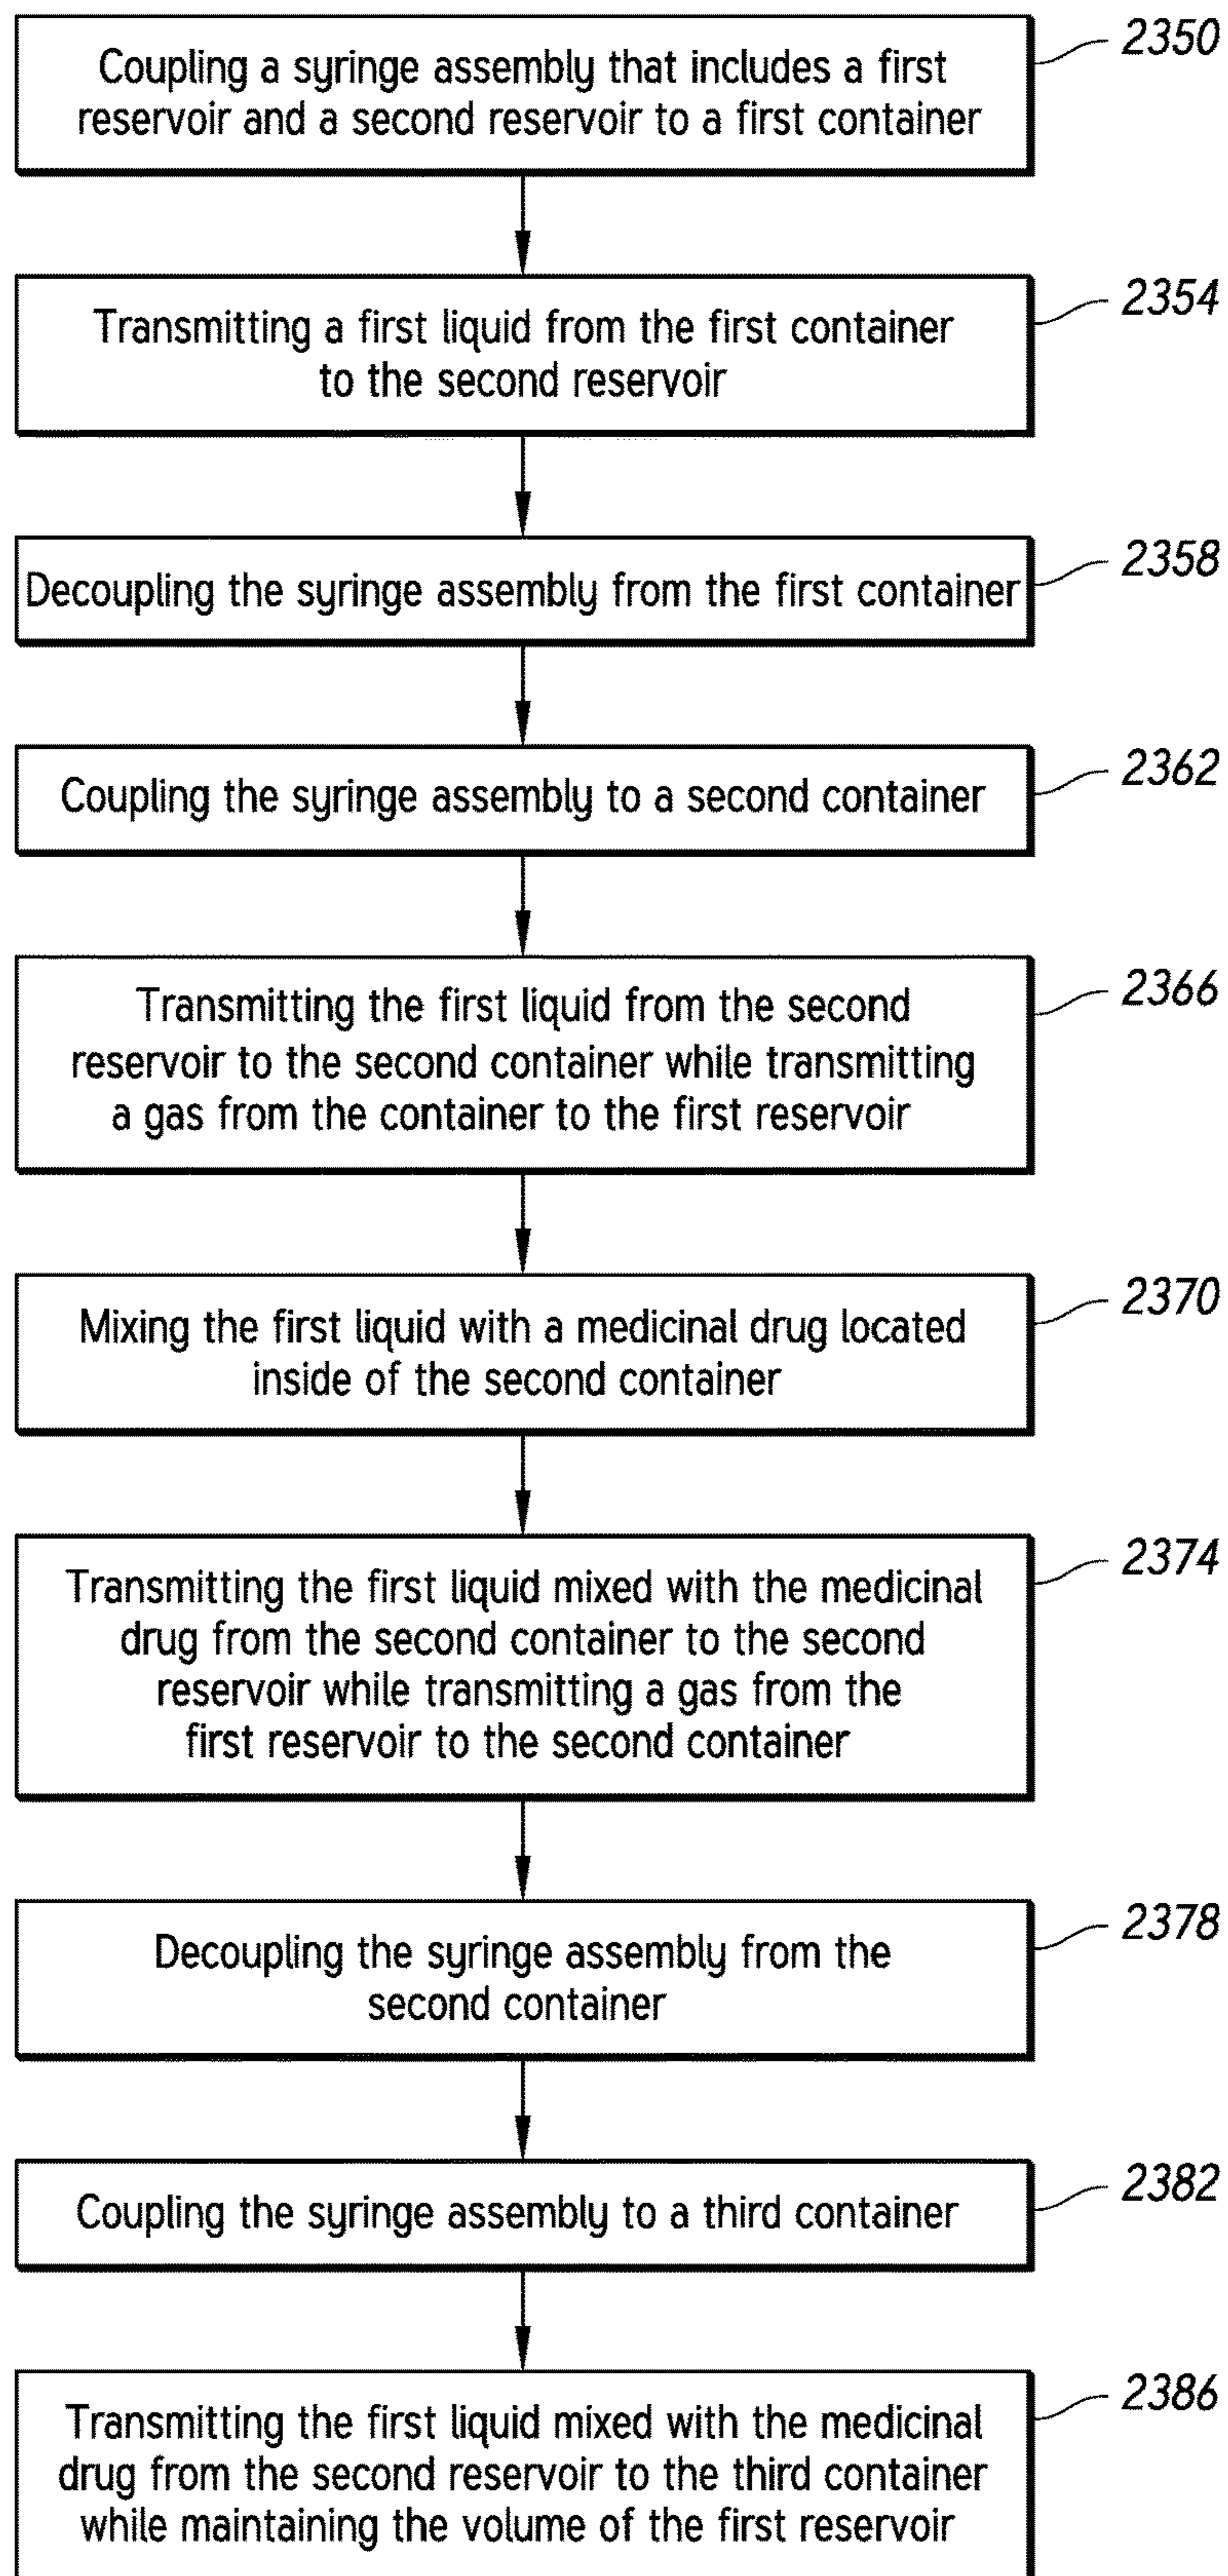 Coupling a syringe assembly that includes a first
reservoir and a second reservoir to a first container
2350
Transmitting a first liquid from the first container
to the second reservoir
2354
Decoupling the syringe assembly from the first container
2358
Coupling the syringe assembly to a second container
2362
Transmitting the first liquid from the second
reservoir to the second container while transmitting
a gas from the container to the first reservoir
2366
Mixing the first liquid with a medicinal drug located
inside of the second container
2370
Transmitting the first liquid mixed with the medicinal
drug from the second container to the second
reservoir while transmitting a gas from the
first reservoir to the second container
2374
Decoupling the syringe assembly from the
second container
2378
Coupling the syringe assembly to a third container
2382
Transmitting the first liquid mixed with the medicinal
drug from the second reservoir to the third container
while maintaining the volume of the first reservoir
2386